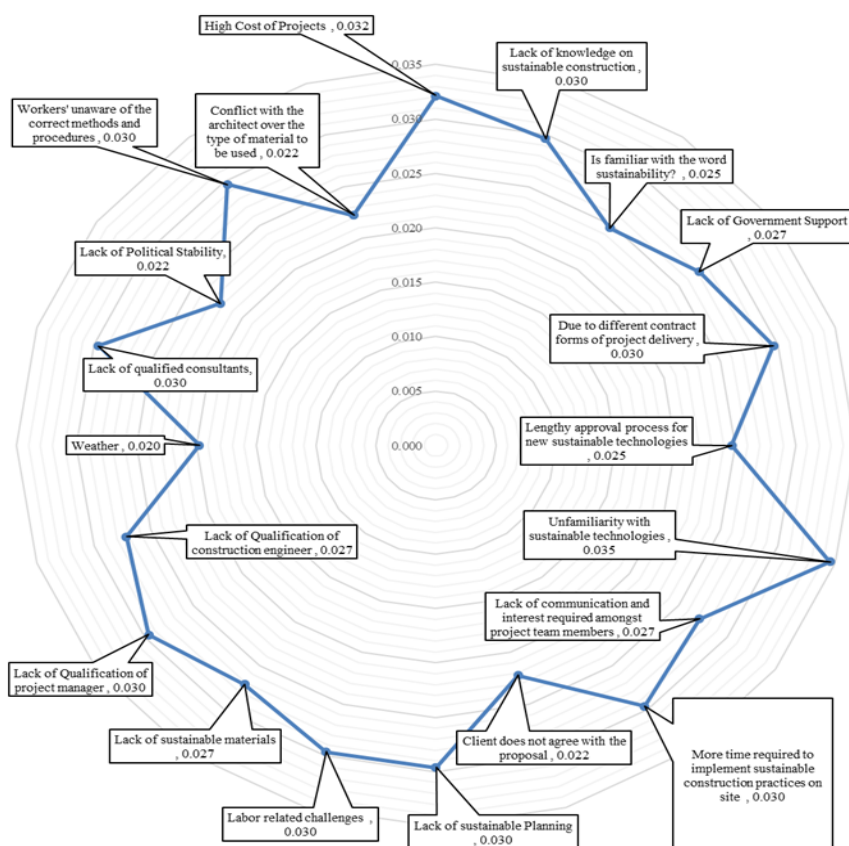 High Cost of Projects , 0.032
Lack of knowledge on
sustainable construction ,
0.030
Is familiar with the word
sustainability? , 0.025
Lack of Government Support
, 0.027
Due to different contract
forms of project delivery ,
0.030
Lengthy approval process for
new sustainable technologies
, 0.025
Unfamiliarity with
sustainable technologies ,
0.035
Lack of communication and
interest required amongst
project team members , 0.027
More time required to
implement sustainable
construction practices on
site , 0.030
Client does not agree with the
proposal , 0.022
Lack of sustainable Planning
, 0.030
Labor related challenges ,
0.030
Lack of sustainable materials
, 0.027
Lack of Qualification of
project manager , 0.030
Lack of Qualification of
construction engineer , 0.027
Weather , 0.020
Lack of qualified consultants,
0.030
Lack of Political Stability,
0.022
Workers' unaware of the
correct methods and
procedures , 0.030
Conflict with the
architect over the
type of material to
be used , 0.022
0.035
0.030
0.025
0.020
0.015
0.010
0.005
0.000